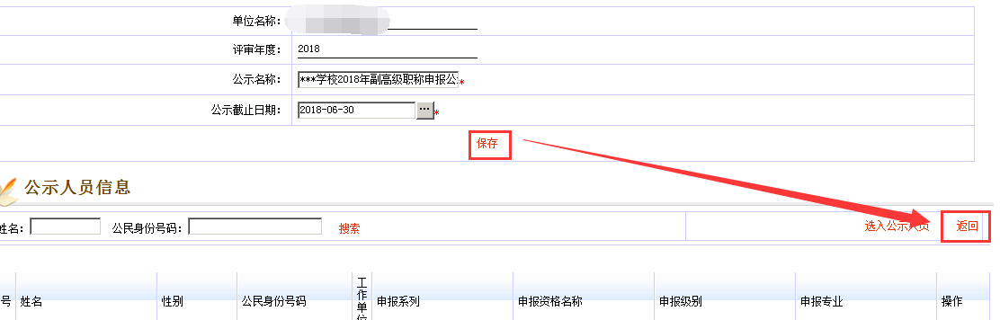 单位名称：
评审年度： 2018
公示名称： ***学校2018年副高级职称申报公 *
公示截止日期： 2018-06-30 ... *
保存
公示人员信息
姓名： 公民身份号码： 搜索 选入公示人员 返回
号 姓名 性别 公民身份号码 工作单位 申报系列 申报资格名称 申报级别 申报专业 操作